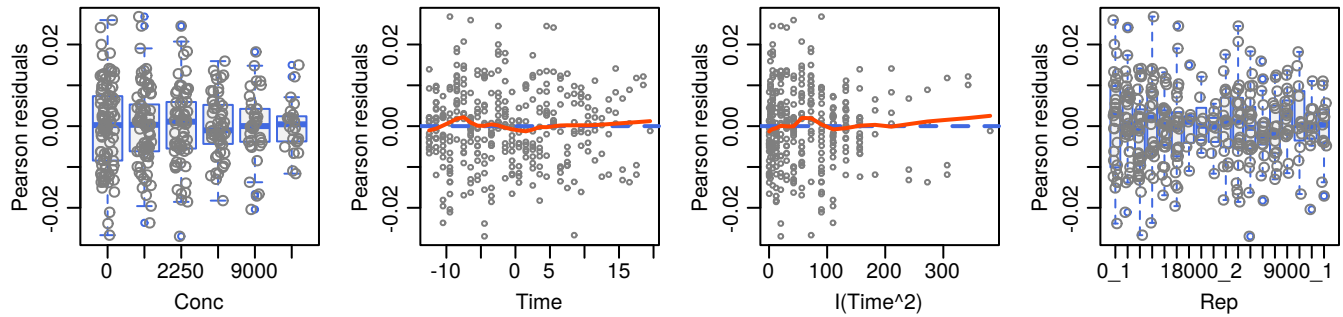 Pearson residuals
0.02
0.00
-0.02
0 2250 9000
Conc
Pearson residuals
0.02
0.00
-0.02
-10 0 5 15
Time
Pearson residuals
0.02
0.00
-0.02
0 100 200 300
I(Time^2)
Pearson residuals
0.02
0.00
-0.02
0_1 18000_2 9000_1
Rep